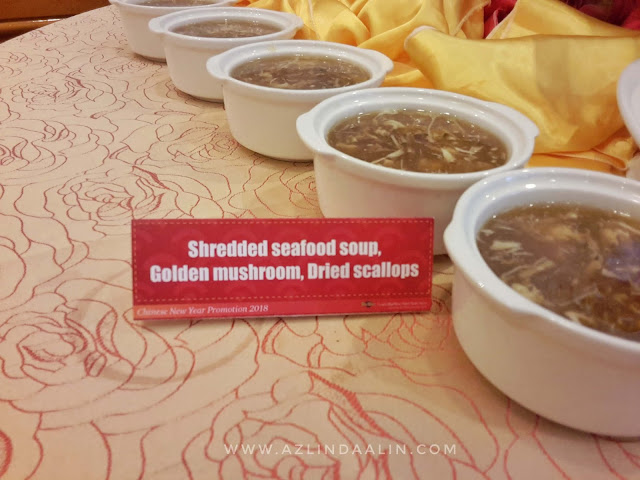 Shredded seafood soup,
Golden mushroom, Dried scallops
Chinese New Year Promotion 2018
WWW.AZLINDAALIN.COM